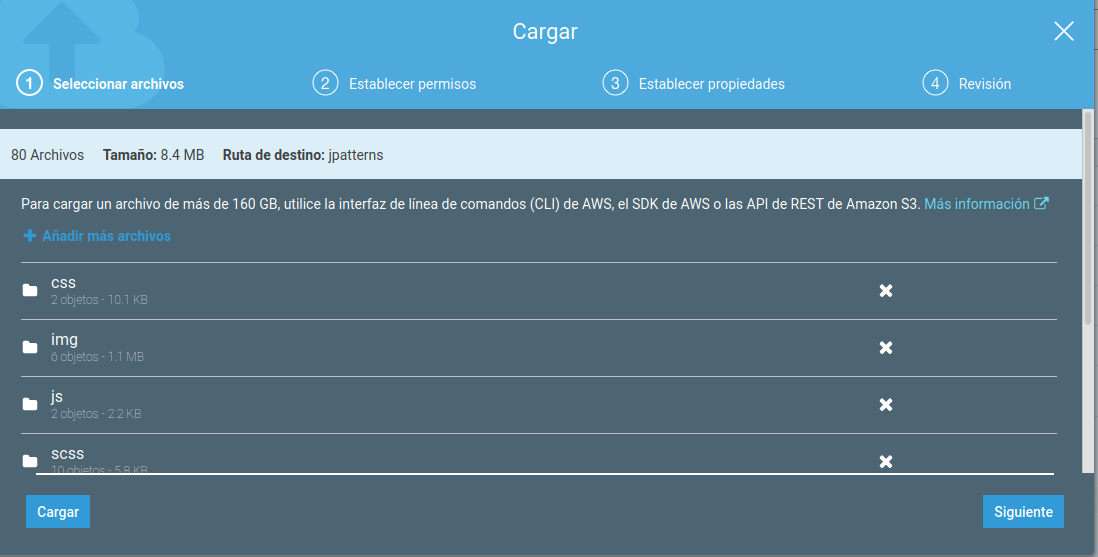 Cargar
1 Seleccionar archivos 2 Establecer permisos 3 Establecer propiedades 4 Revisión
80 Archivos Tamaño: 8.4 MB Ruta de destino: jpatterns
Para cargar un archivo de más de 160 GB, utilice la interfaz de línea de comandos (CLI) de AWS, el SDK de AWS o las API de REST de Amazon S3. Más información
Añadir más archivos
css
2 objetos - 10.1 KB
img
6 objetos - 1.1 MB
js
2 objetos - 2.2 KB
scss
10 objetos - 5.8 KB
Cargar Siguiente